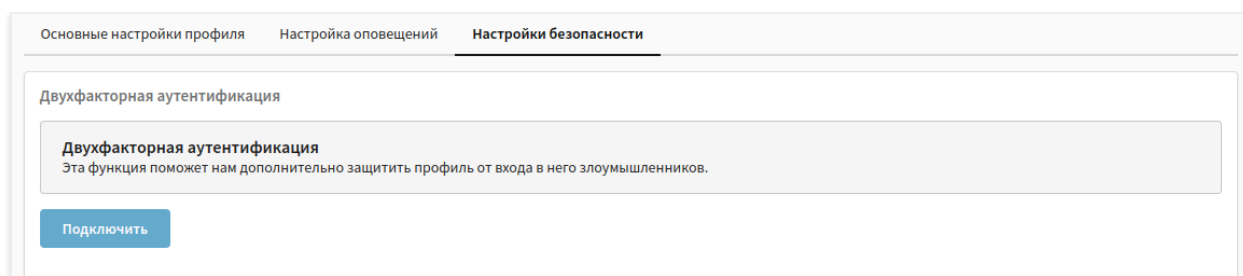 Основные настройки профиля Настройка оповещений Настройки безопасности
Двухфакторная аутентификация
Двухфакторная аутентификация
Эта функция поможет нам дополнительно защитить профиль от входа в него злоумышленников.
Подключить